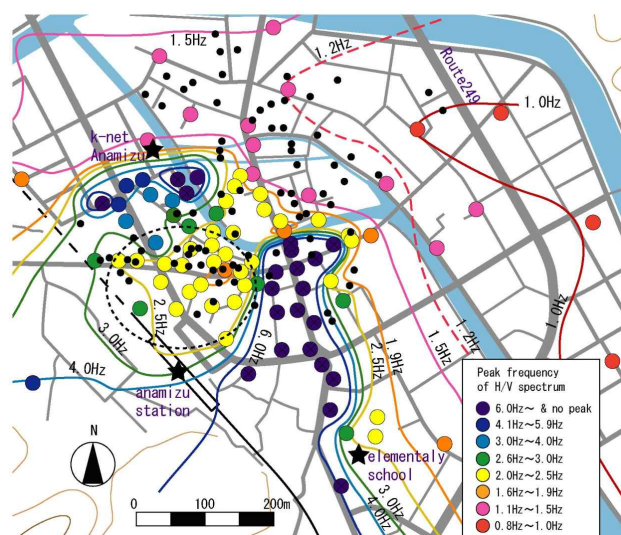 1.5Hz
1.2Hz
Route249
1.0Hz
k-net
Anamizu
2.5Hz
3.0Hz
4.0Hz
6.0Hz
2.5Hz
1.9Hz
1.5Hz
1.2Hz
1.0Hz
anamizu
station
elementaly
school
3.0Hz
4.0Hz
N
0 100 200m
Peak frequency
of H/V spectrum
6.0Hz～ & no peak
4.1Hz～5.9Hz
3.0Hz～4.0Hz
2.6Hz～3.0Hz
2.0Hz～2.5Hz
1.6Hz～1.9Hz
1.1Hz～1.5Hz
0.8Hz～1.0Hz